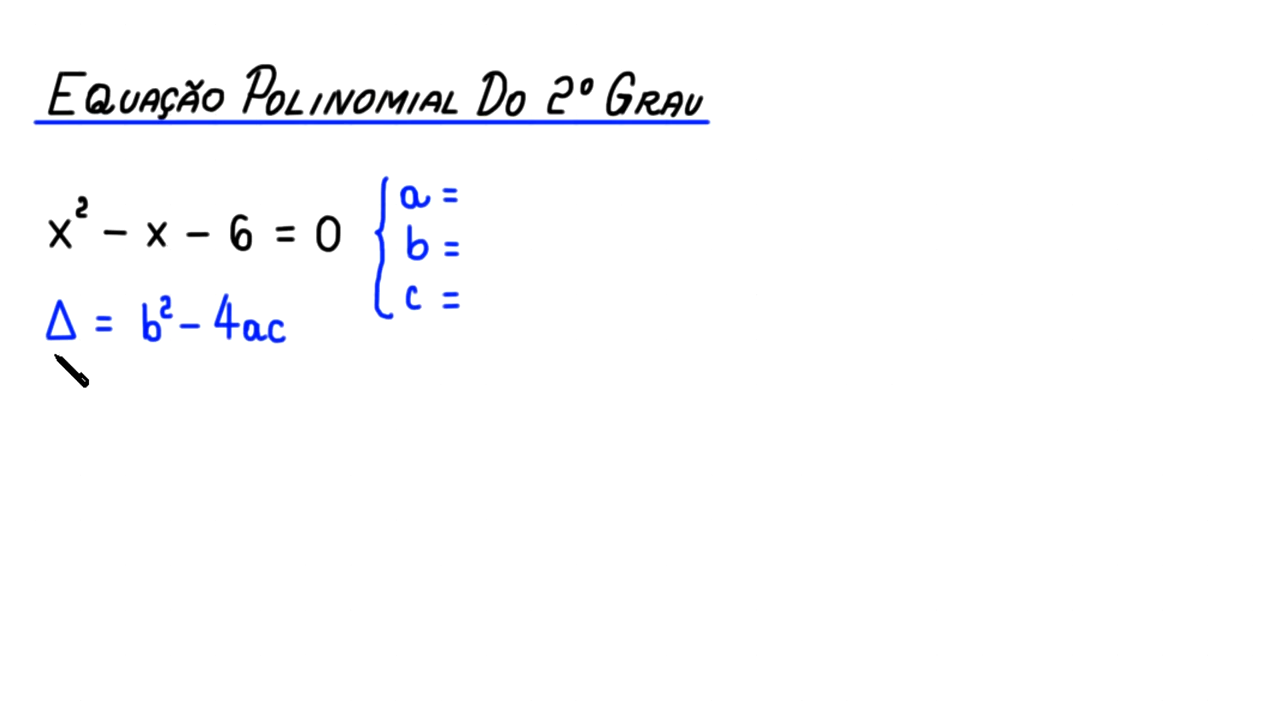 Equação Polinomial Do 2º Grau
x² - x - 6 = 0
a =
b =
c =
Δ = b² - 4ac